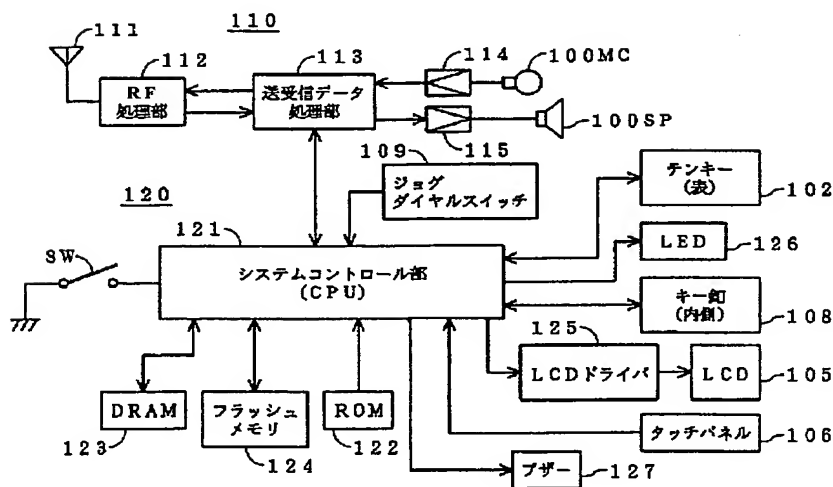 111
110
112
RF
処理部
113
送受信データ
処理部
114
100MC
100SP
115
109
ジョグ
ダイヤルスイッチ
テンキー
(表)
102
120
121
システムコントロール部
(CPU)
SW
LED
126
キー釦
(内側)
108
125
LCDドライバ
LCD
105
DRAM
123
フラッシュ
メモリ
124
ROM
122
タッチパネル
106
ブザー
127